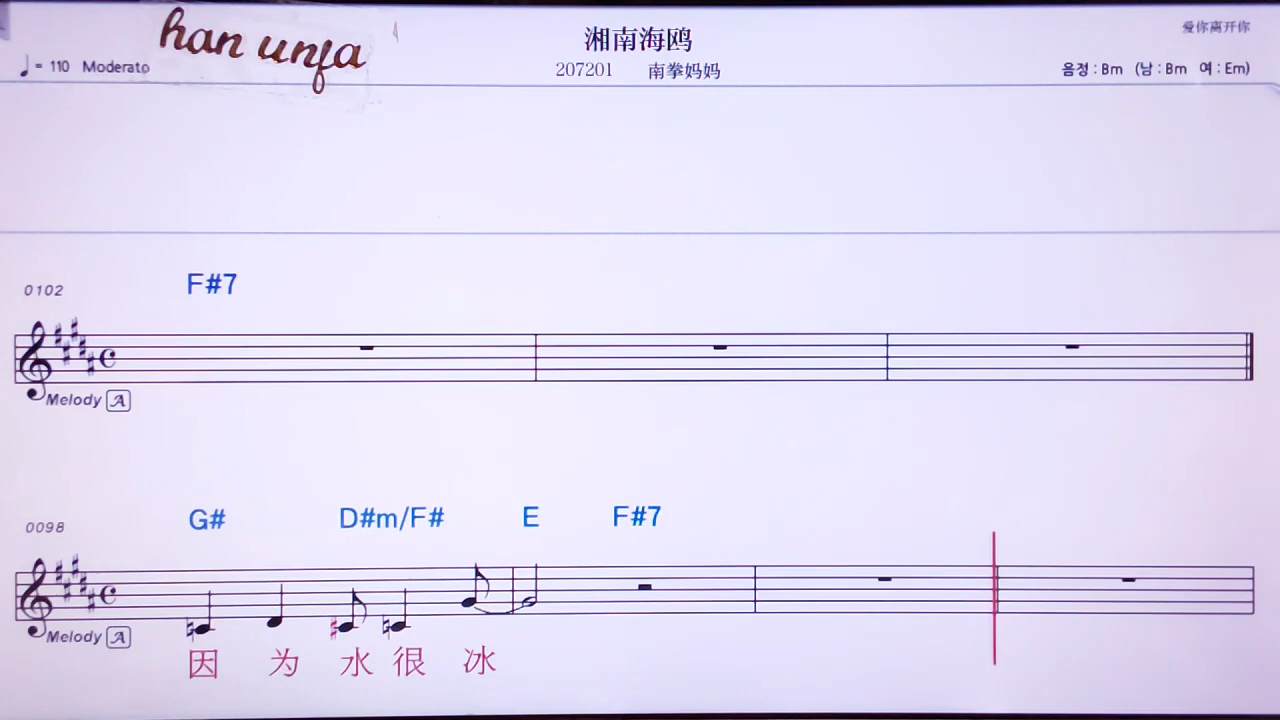 han unfa
湘南海鸥
爱你离开你
♩= 110 Moderato
207201 南拳妈妈
음정 : Bm (남 : Bm 여 : Em)
F#7
0102
Melody A
G# D#m/F# E F#7
0098
Melody A
因 为 水 很 冰